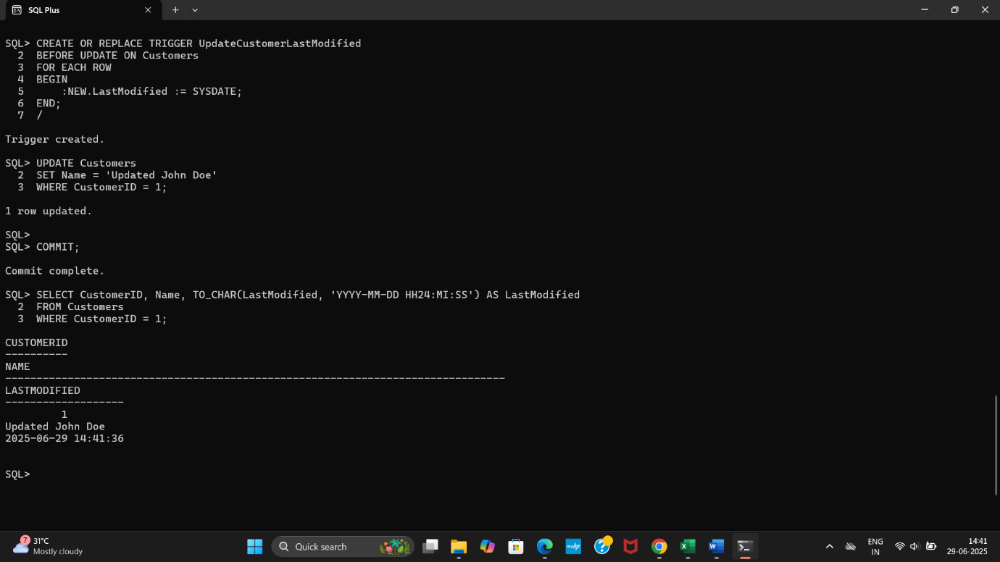 SQL Plus
SQL> CREATE OR REPLACE TRIGGER UpdateCustomerLastModified
  2  BEFORE UPDATE ON Customers
  3  FOR EACH ROW
  4  BEGIN
  5      :NEW.LastModified := SYSDATE;
  6  END;
  7  /
Trigger created.
SQL> UPDATE Customers
  2  SET Name = 'Updated John Doe'
  3  WHERE CustomerID = 1;
1 row updated.
SQL>
SQL> COMMIT;
Commit complete.
SQL> SELECT CustomerID, Name, TO_CHAR(LastModified, 'YYYY-MM-DD HH24:MI:SS') AS LastModified
  2  FROM Customers
  3  WHERE CustomerID = 1;
CUSTOMERID
----------
NAME
--------------------------------------------------------------------------------
LASTMODIFIED
-------------------
         1
Updated John Doe
2025-06-29 14:41:36
SQL>
7
31°C
Mostly cloudy
Quick search
myhp
ENG
IN
14:41
29-06-2025